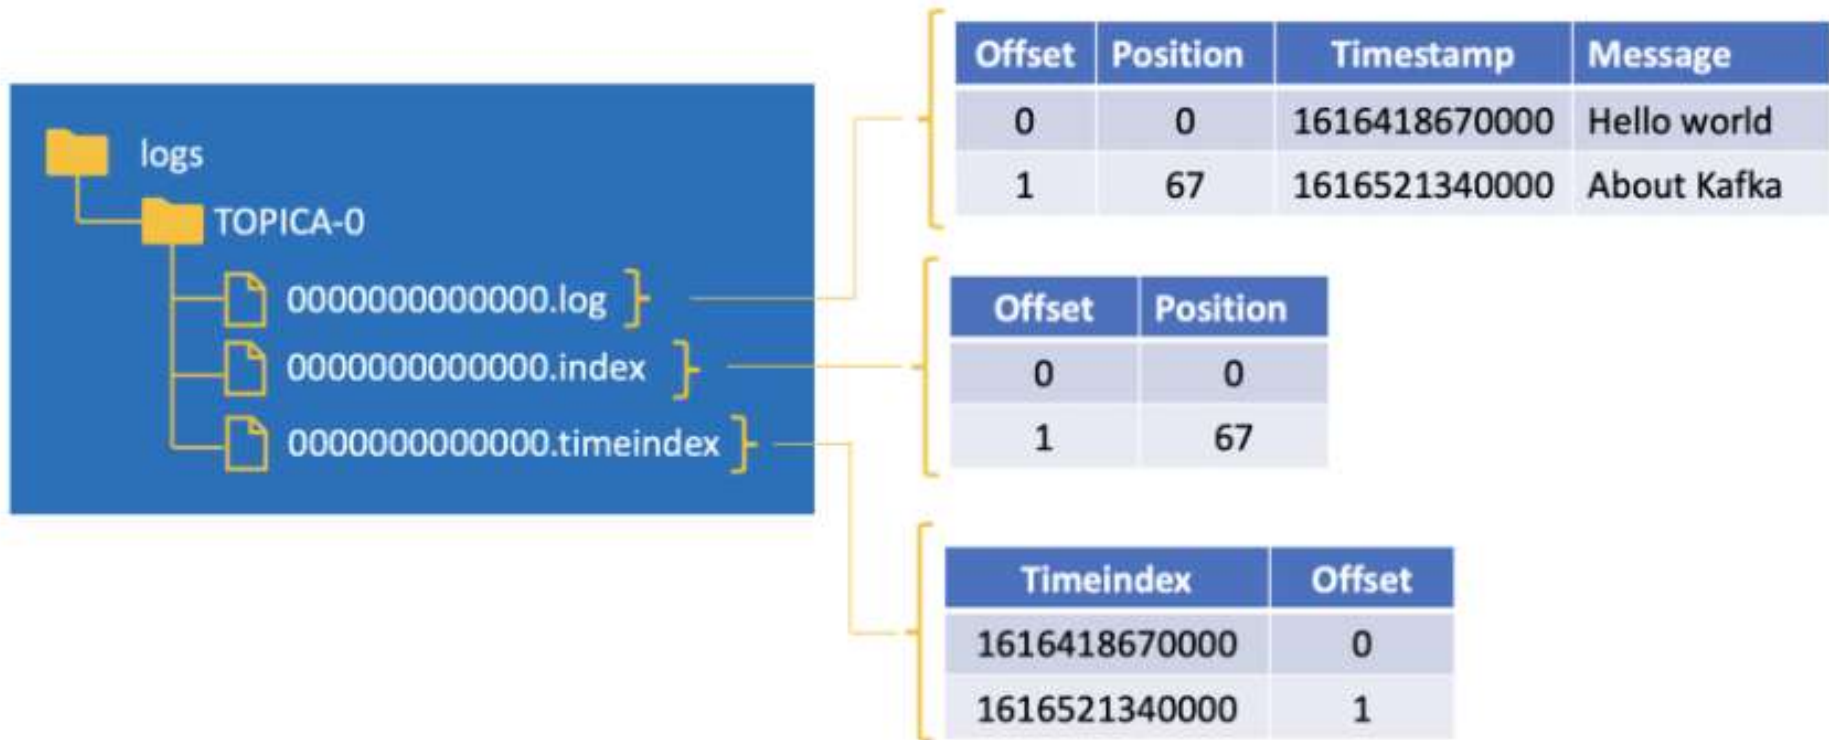 logs
TOPICA-0
0000000000000.log
0000000000000.index
0000000000000.timeindex
Offset Position Timestamp Message
0 0 1616418670000 Hello world
1 67 1616521340000 About Kafka
Offset Position
0 0
1 67
Timeindex Offset
1616418670000 0
1616521340000 1